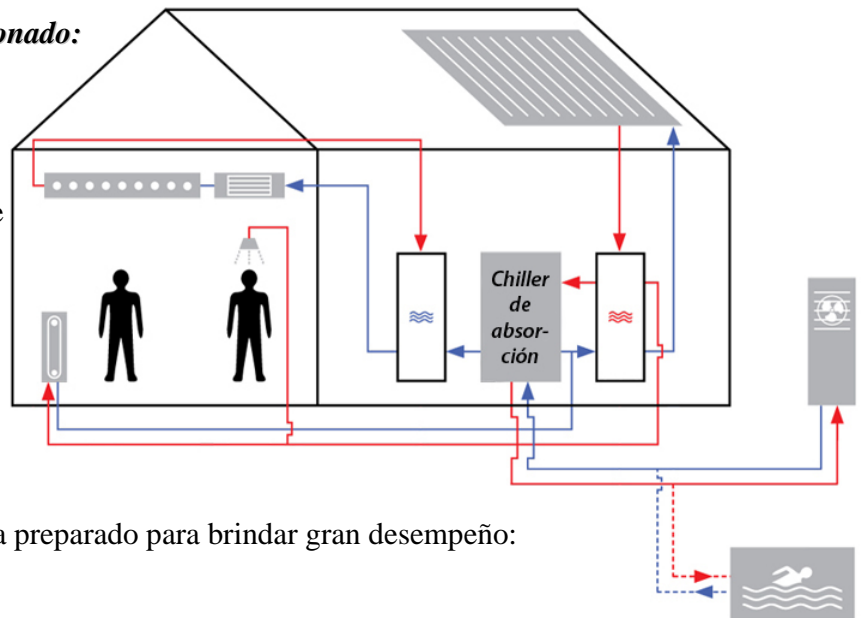 onado:
e
Chiller
de
absor-
ción
a preparado para brindar gran desempeño: